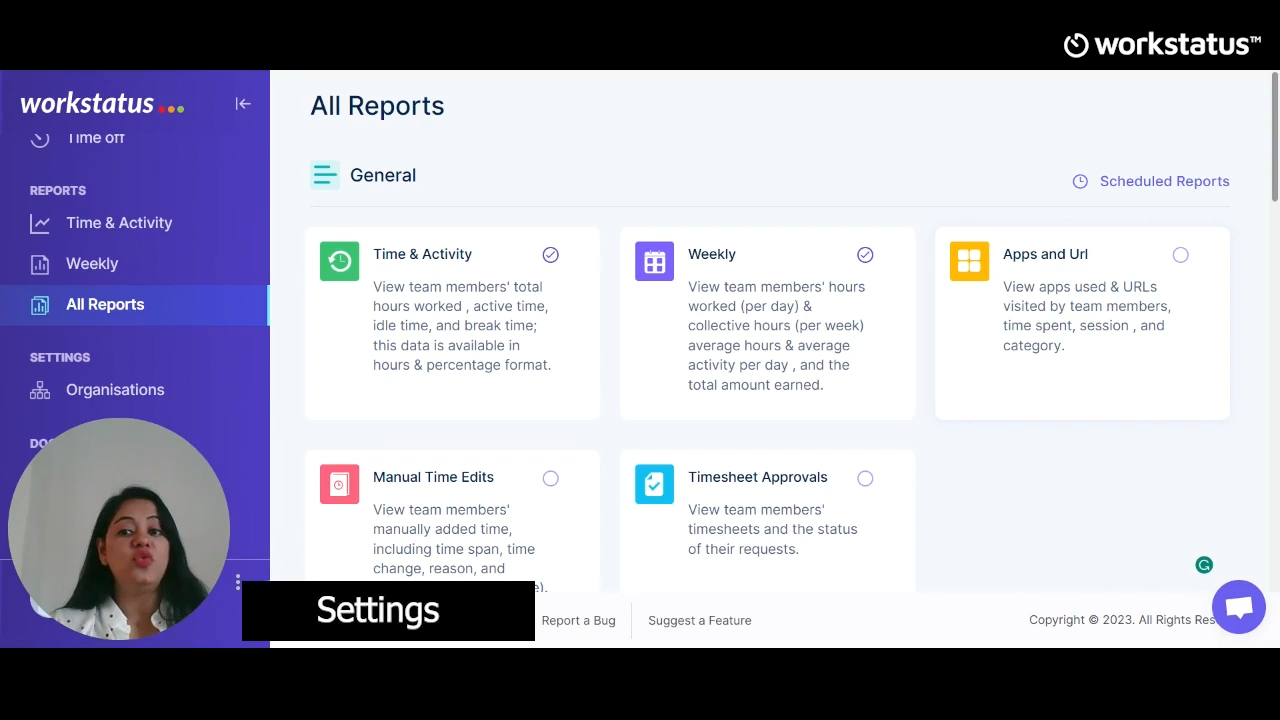 workstatus™
workstatus
Time off
REPORTS
Time & Activity
Weekly
All Reports
SETTINGS
Organisations
All Reports
General
Scheduled Reports
Time & Activity
View team members' total
hours worked , active time,
idle time, and break time;
this data is available in
hours & percentage format.
Weekly
View team members' hours
worked (per day) &
collective hours (per week)
average hours & average
activity per day , and the
total amount earned.
Apps and Url
View apps used & URLs
visited by team members,
time spent, session , and
category.
Manual Time Edits
View team members'
manually added time,
including time span, time
change, reason, and
Timesheet Approvals
View team members'
timesheets and the status
of their requests.
Settings
Report a Bug
Suggest a Feature
Copyright © 2023. All Rights Res